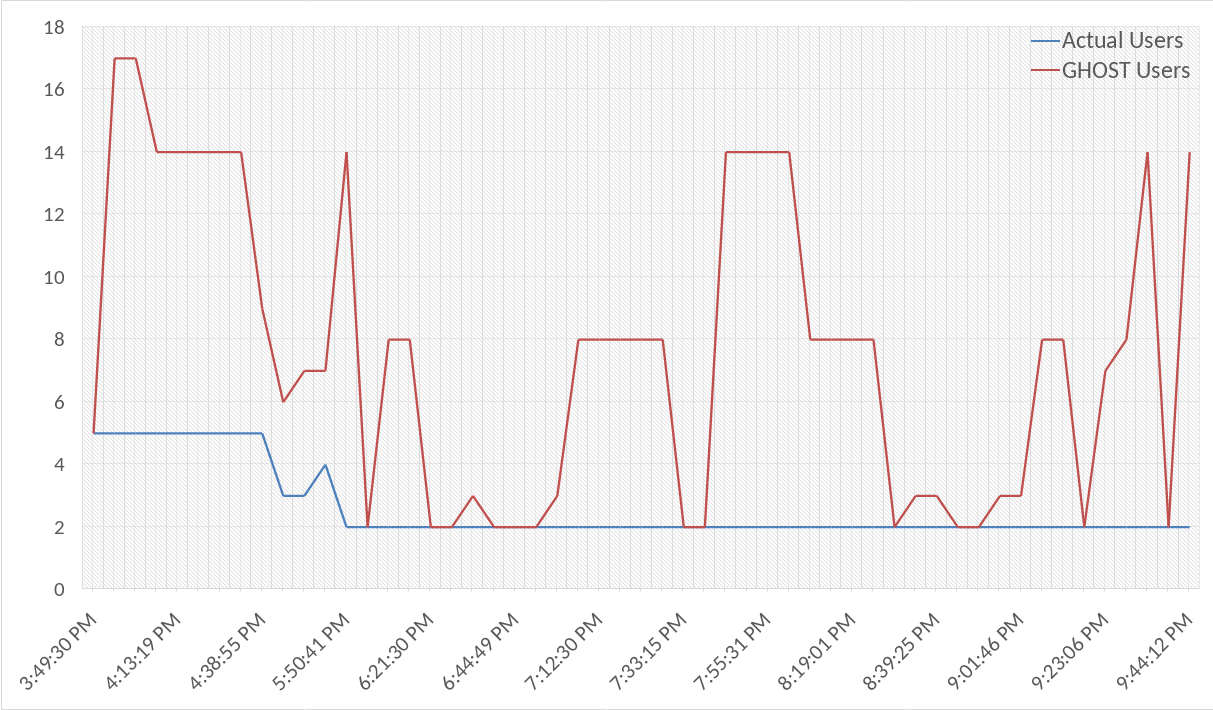 18
Actual Users
GHOST Users
16
14
12
10
8
6
4
2
0
3:49:30 PM
4:13:19 PM
4:38:55 PM
5:50:41 PM
6:21:30 PM
6:44:49 PM
7:12:30 PM
7:33:15 PM
7:55:31 PM
8:19:01 PM
8:39:25 PM
9:01:46 PM
9:23:06 PM
9:44:12 PM